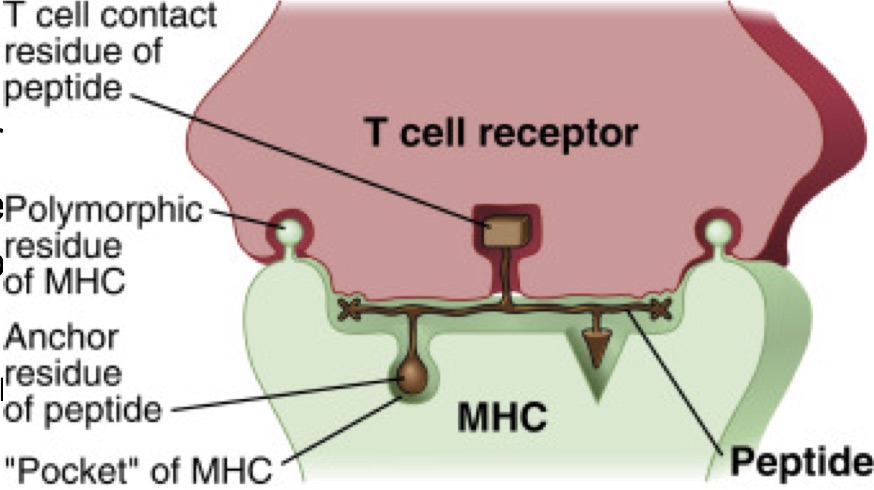 T cell contact
residue of
peptide
T cell receptor
Polymorphic
residue
of MHC
Anchor
residue
of peptide
"Pocket" of MHC
MHC
Peptide